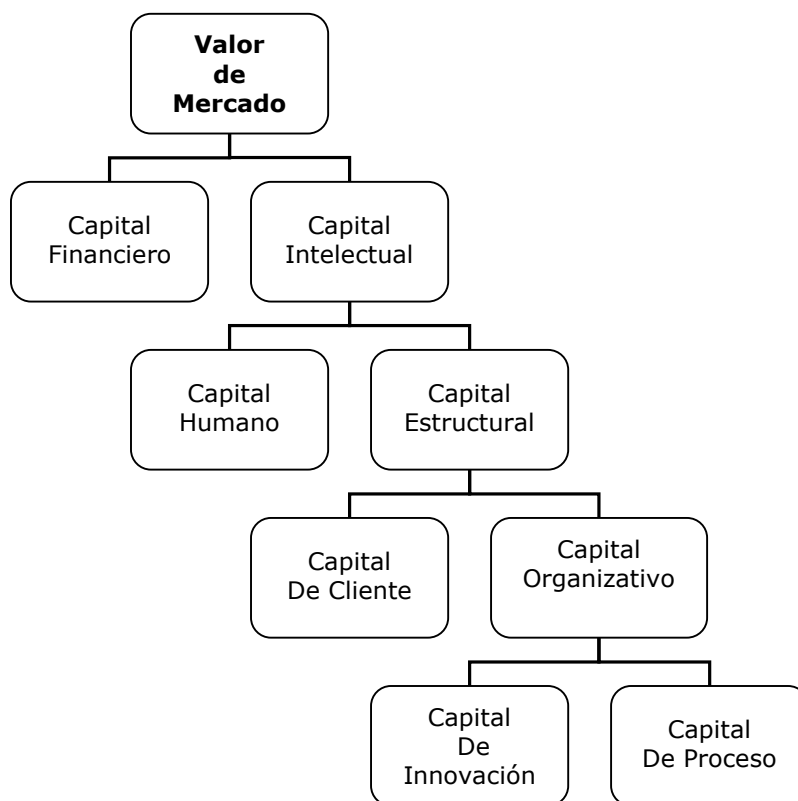 Valor
de
Mercado
Capital
Financiero
Capital
Intelectual
Capital
Humano
Capital
Estructural
Capital
De Cliente
Capital
Organizativo
Capital
De
Innovación
Capital
De Proceso